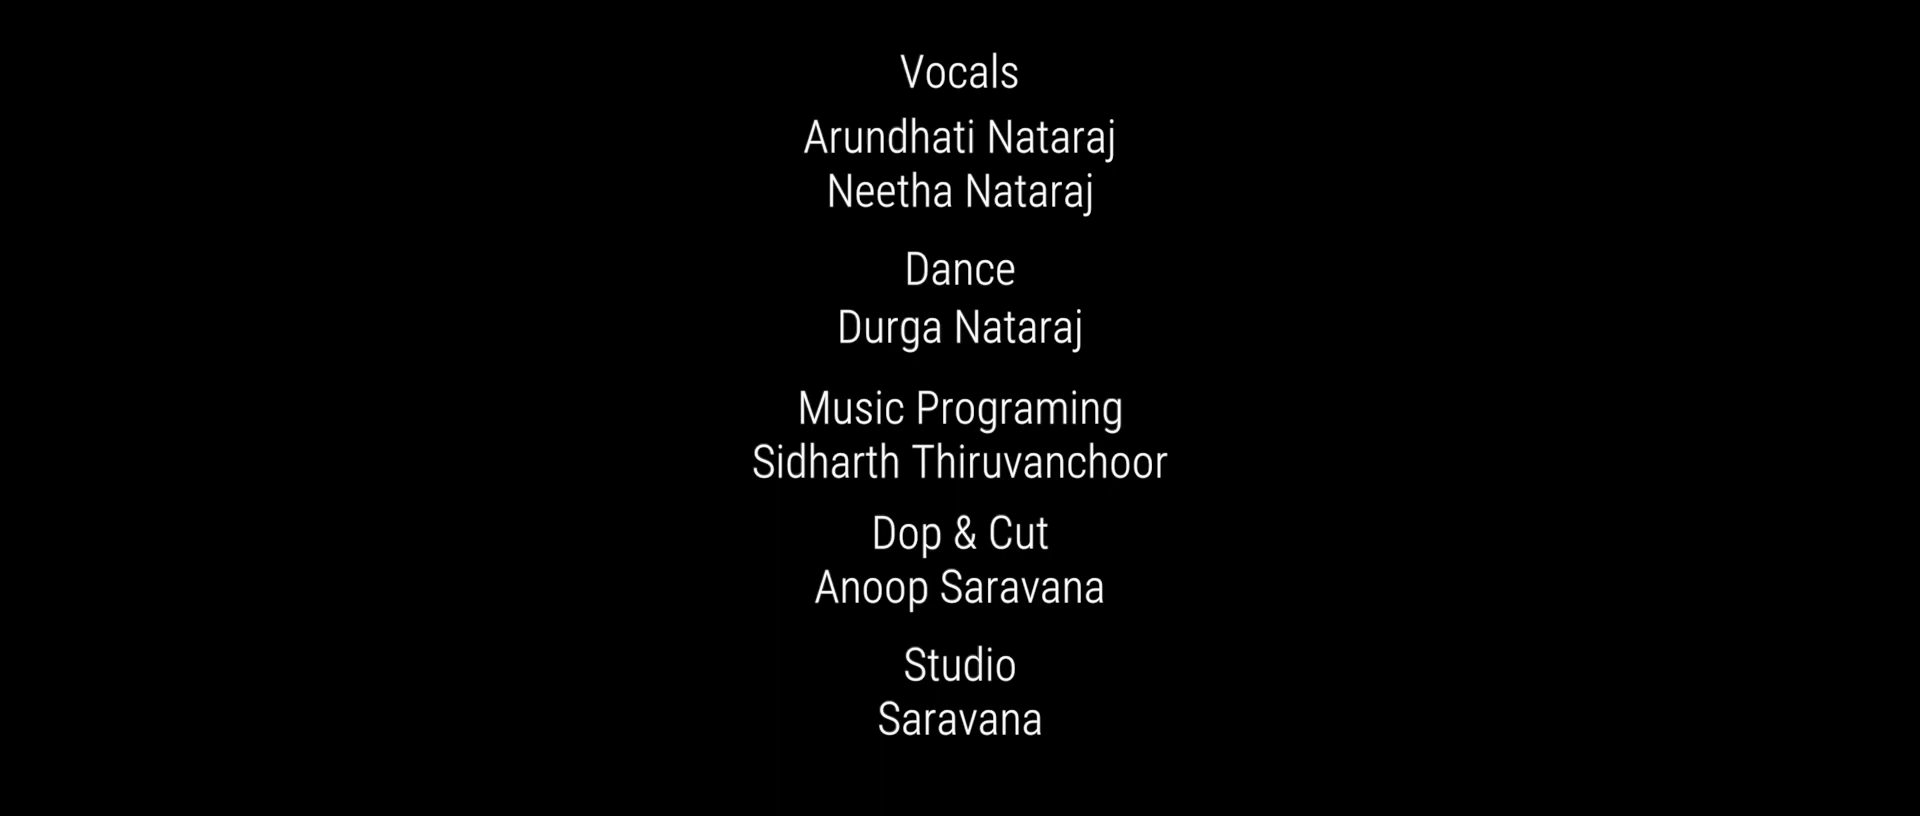 Vocals
Arundhati Nataraj
Neetha Nataraj
Dance
Durga Nataraj
Music Programing
Sidharth Thiruvanchoor
Dop & Cut
Anoop Saravana
Studio
Saravana